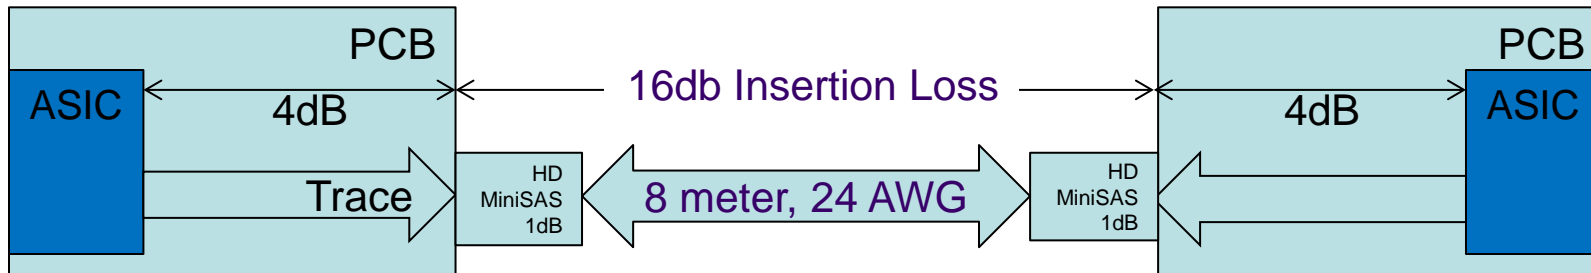 PCB
ASIC
4dB
Trace
HD
MiniSAS
1dB
16db Insertion Loss
8 meter, 24 AWG
HD
MiniSAS
1dB
PCB
4dB
ASIC